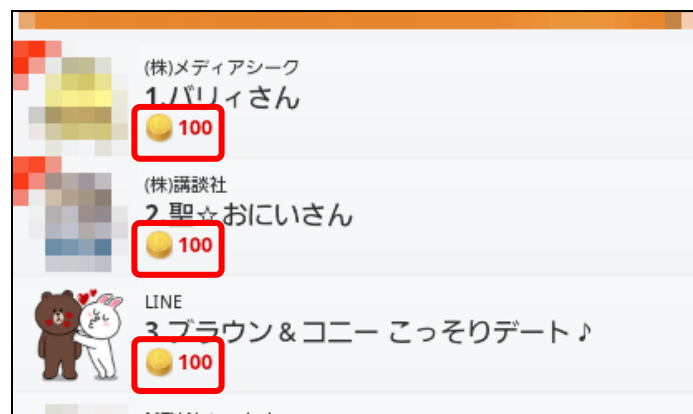 (株)メディアシーク
1.バリィさん
100
(株)講談社
2.聖☆おにいさん
100
LINE
3.ブラウン＆コニー こっそりデート♪
100